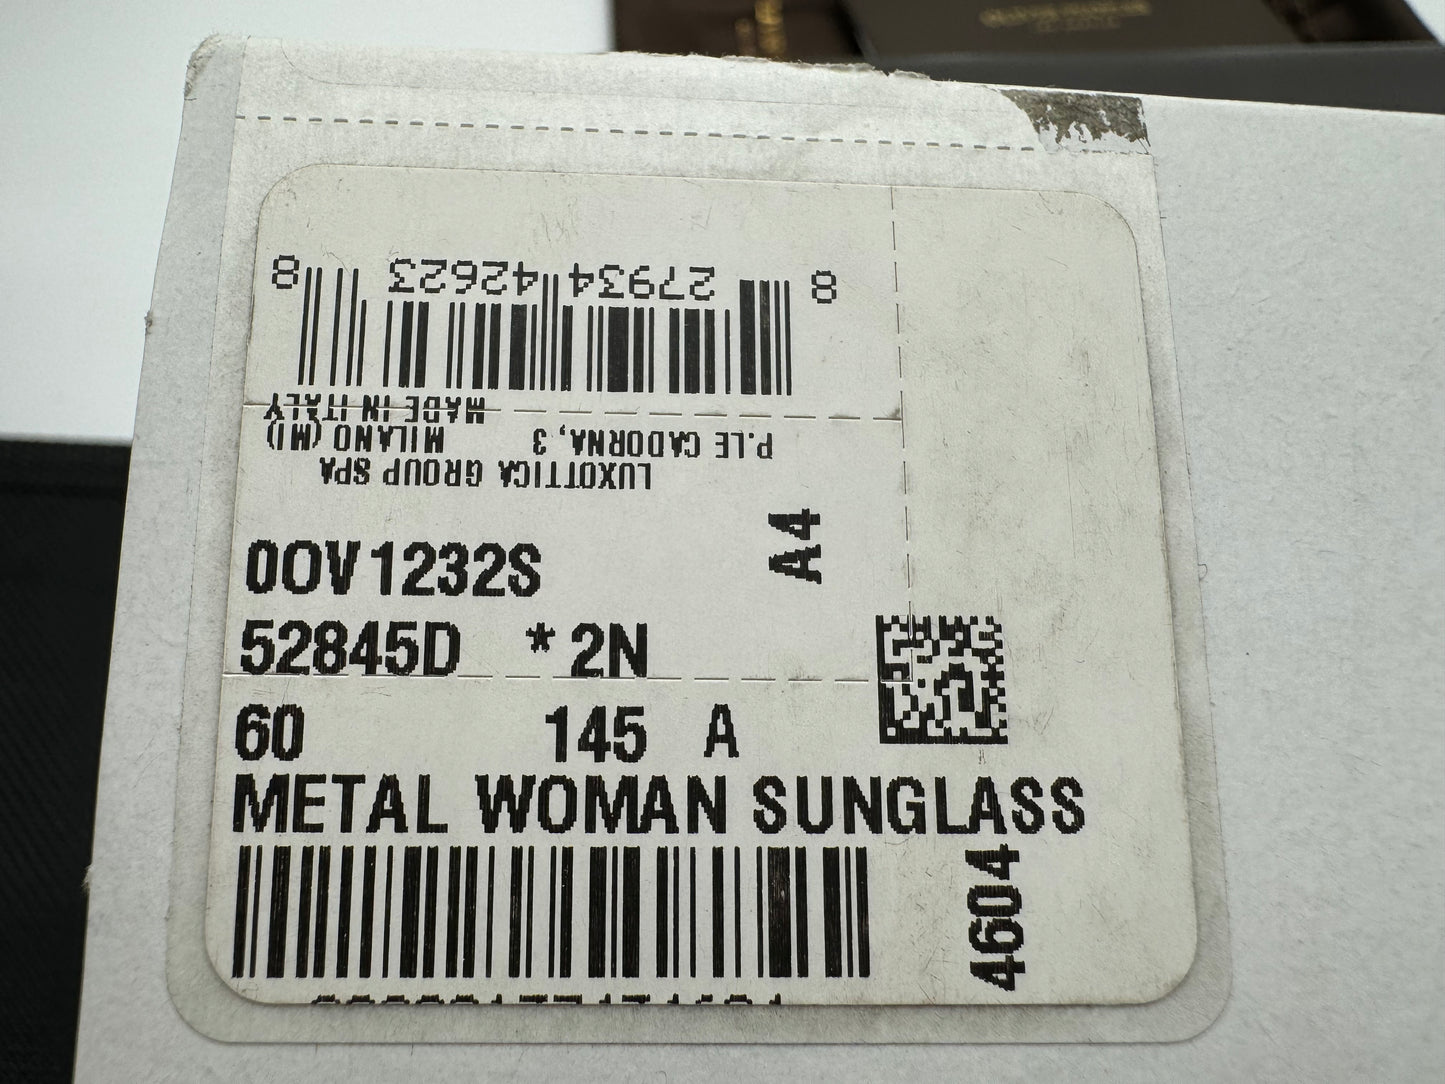 8 27934 42623 8
MADE IN ITALY
P.LE CADORNA, 3 MILANO (MI)
LUXOTTICA GROUP SPA
0OV1232S
A4
52845D *2N
60 145 A
METAL WOMAN SUNGLASS
4604